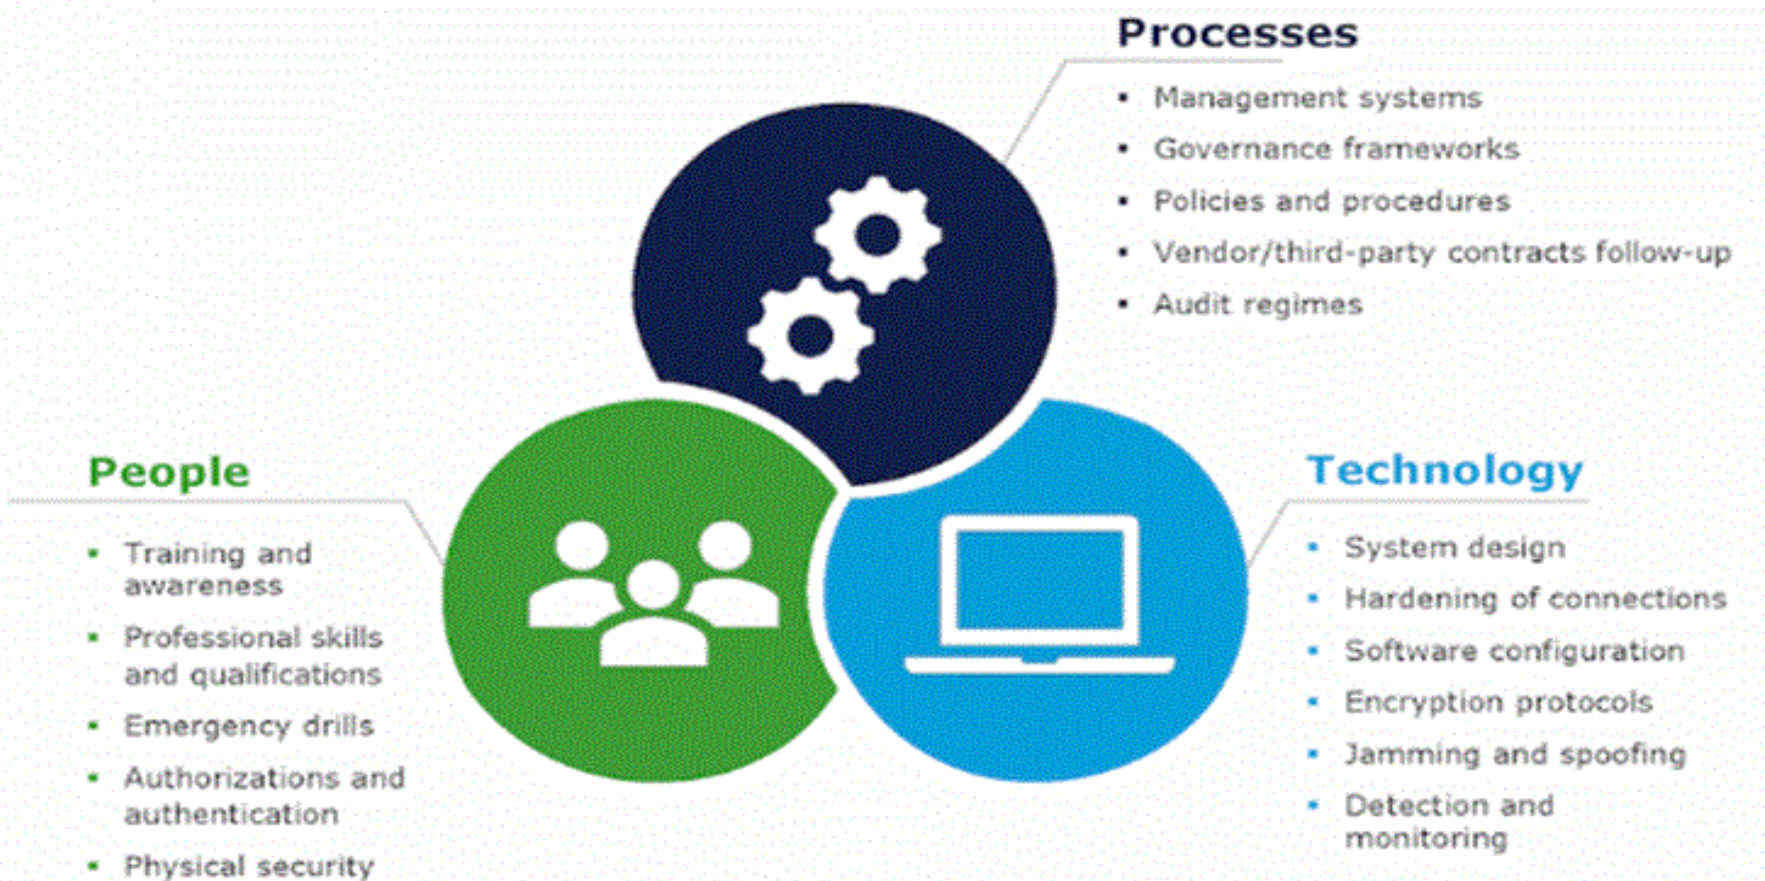 Processes
Management systems
Governance frameworks
Policies and procedures
Vendor/third-party contracts follow-up
Audit regimes
People
Training and
awareness
Professional skills
and qualifications
Emergency drills
Authorizations and
authentication
Physical security
Technology
System design
Hardening of connections
Software configuration
Encryption protocols
Jamming and spoofing
Detection and
monitoring